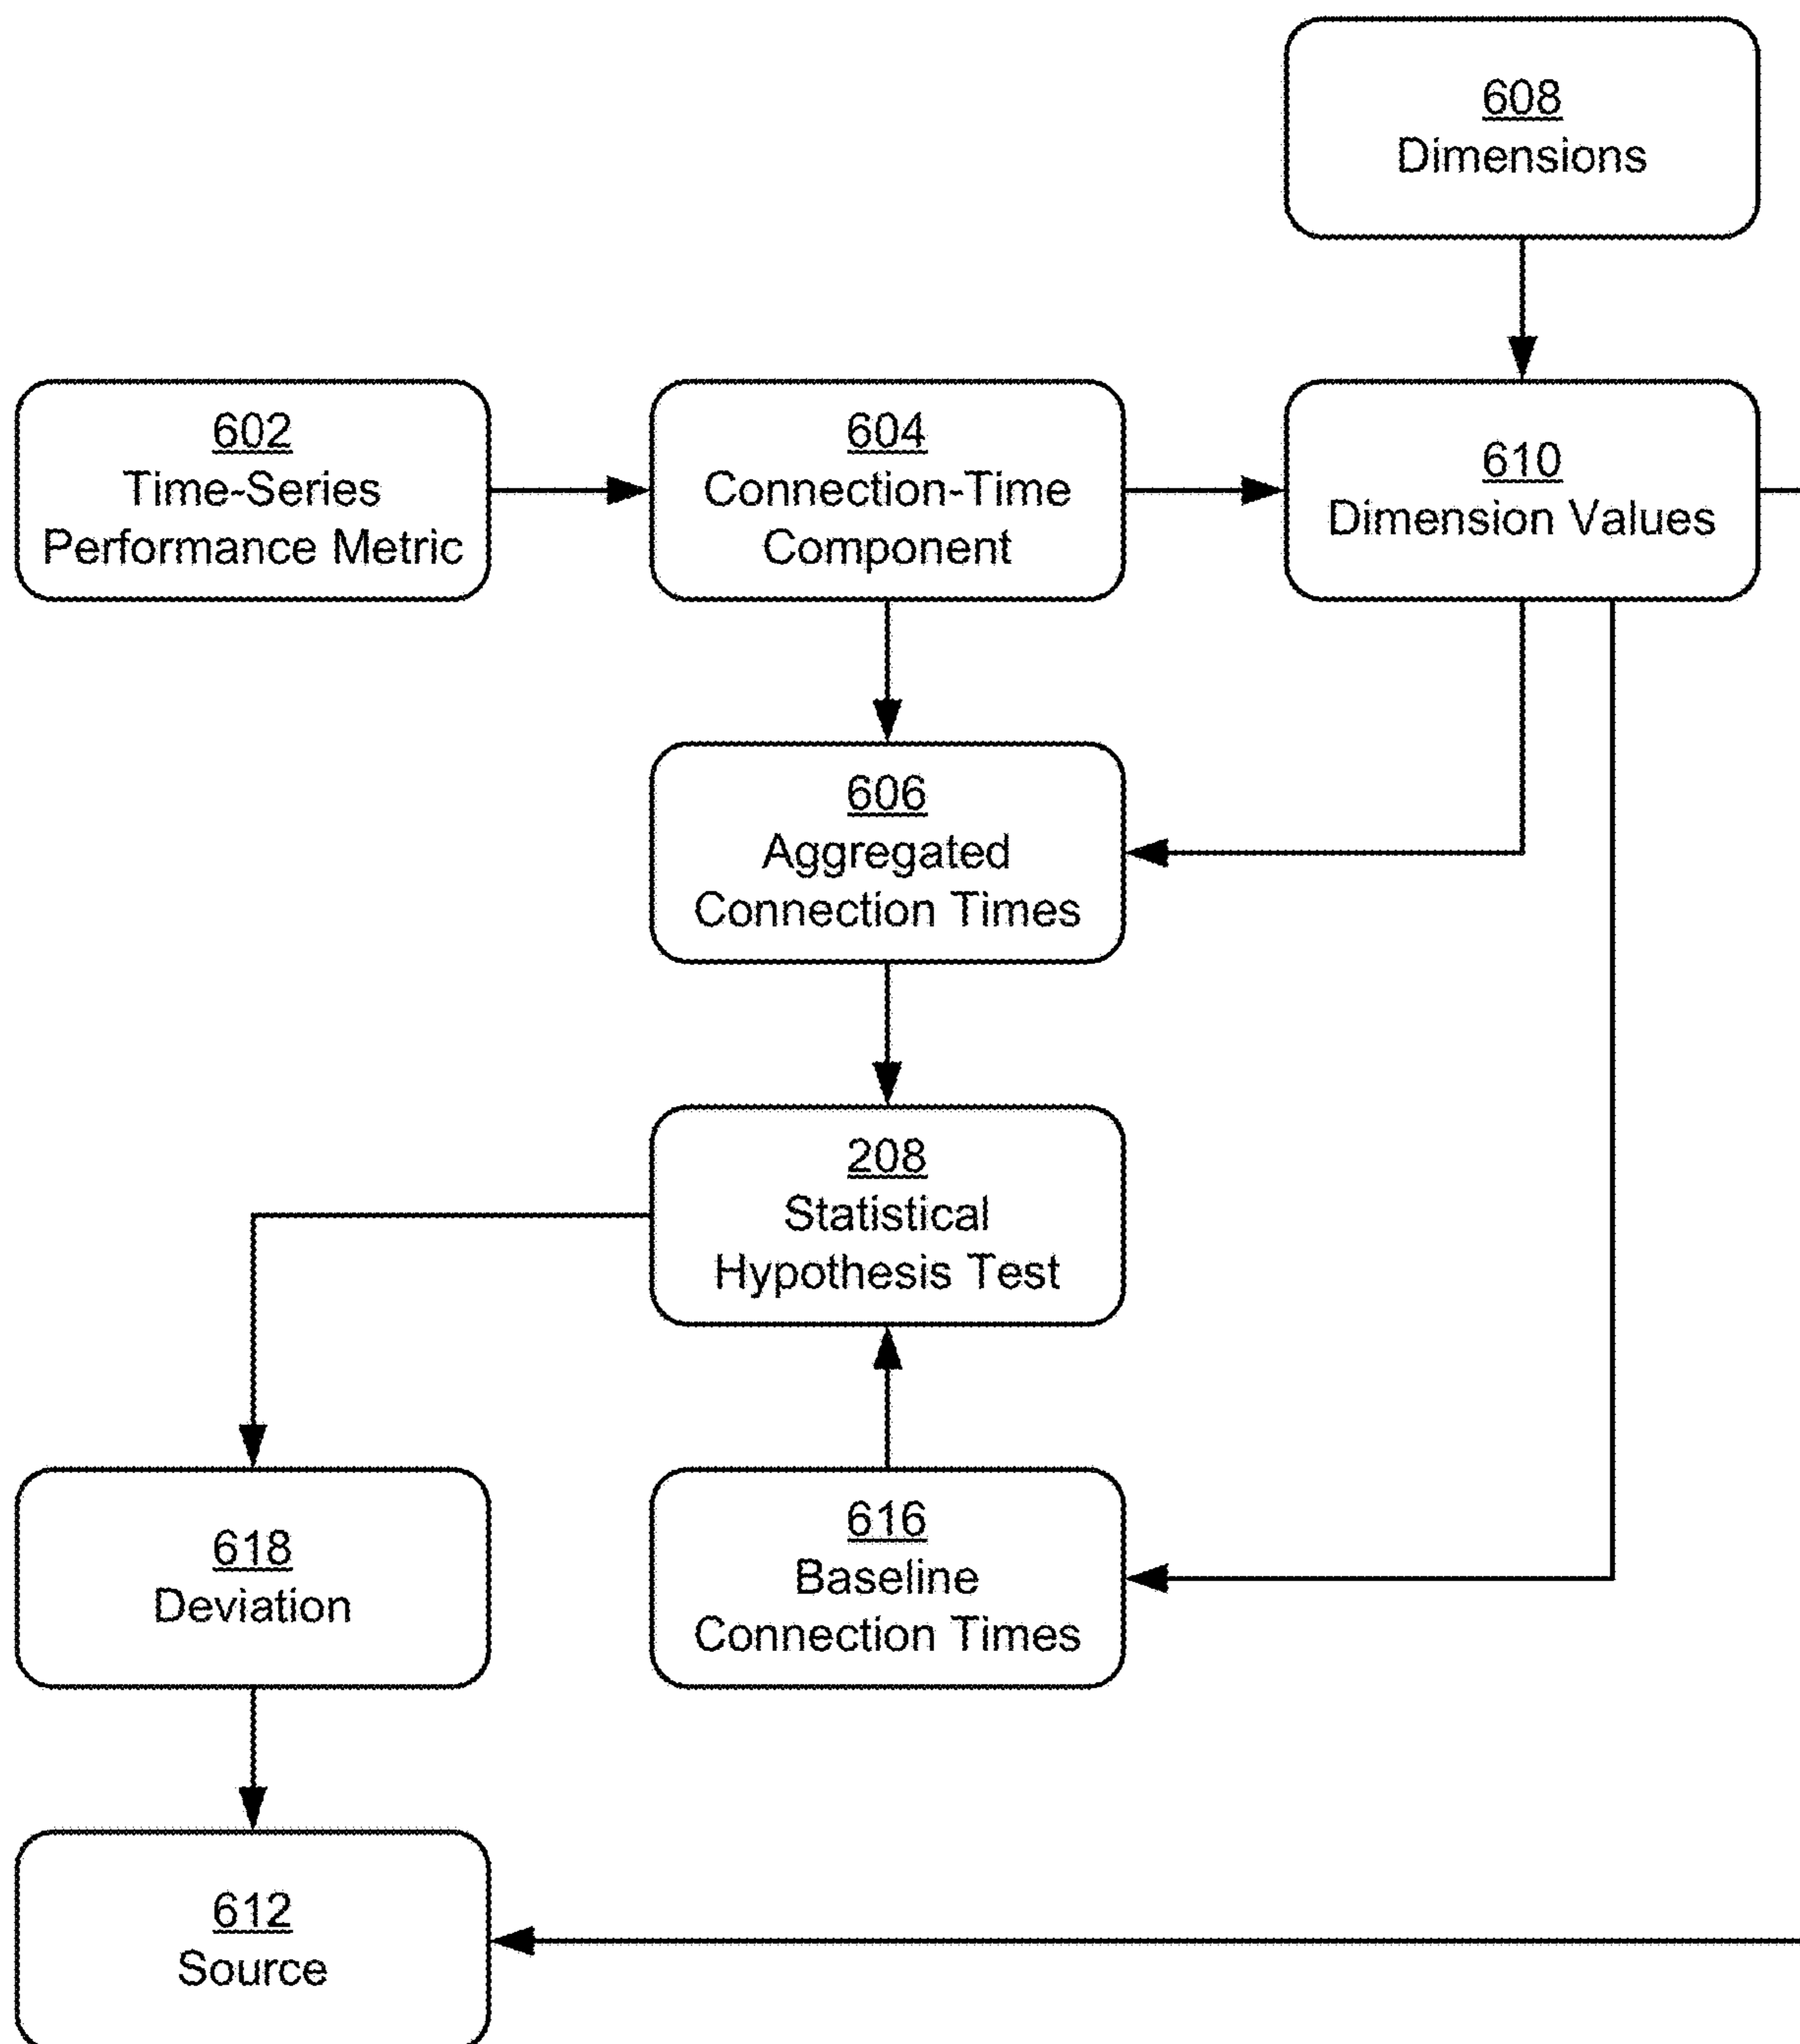 608
Dimensions
602
Time-Series
Performance Metric
604
Connection-Time
Component
610
Dimension Values
606
Aggregated
Connection Times
208
Statistical
Hypothesis Test
618
Deviation
616
Baseline
Connection Times
612
Source